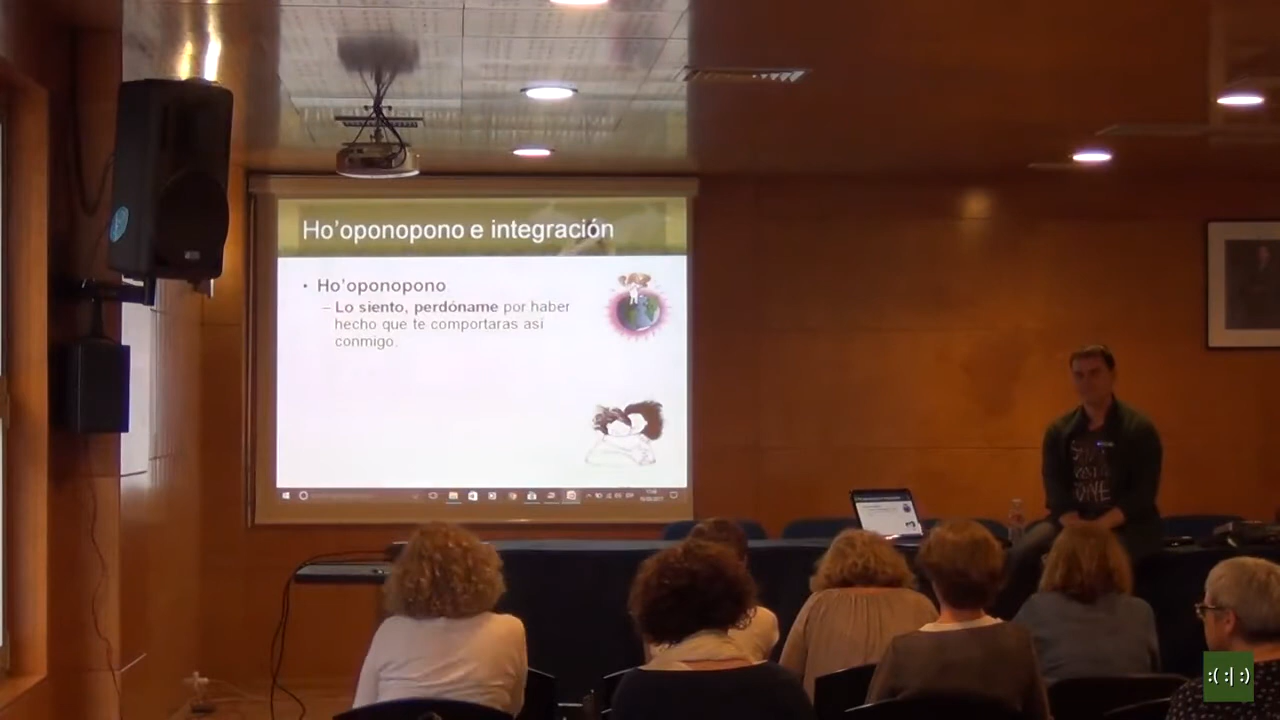 Ho'oponopono e integración
• Ho'oponopono
– Lo siento, perdóname por haber
hecho que te comportaras así
conmigo.
:( :| :)